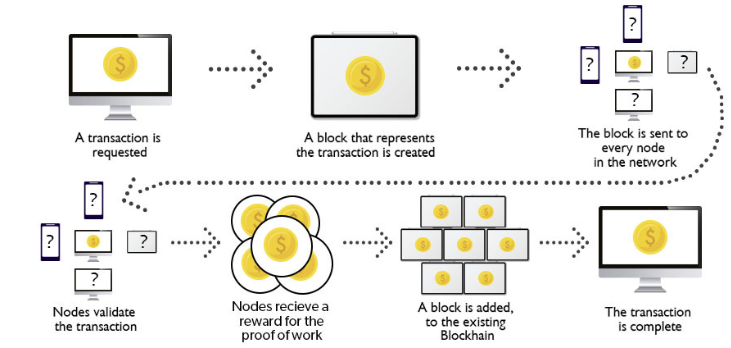 A transaction is
requested
A block that represents
the transaction is created
?
?
?
?
$
$
$
The block is sent to
every node
in the network
?
?
$
?
?
Nodes validate
the transaction
$
$
$
$
$
Nodes recieve a
reward for the
proof of work
$
$
$
$
$
$
$
A block is added,
to the existing
Blockhain
$
The transaction
is complete